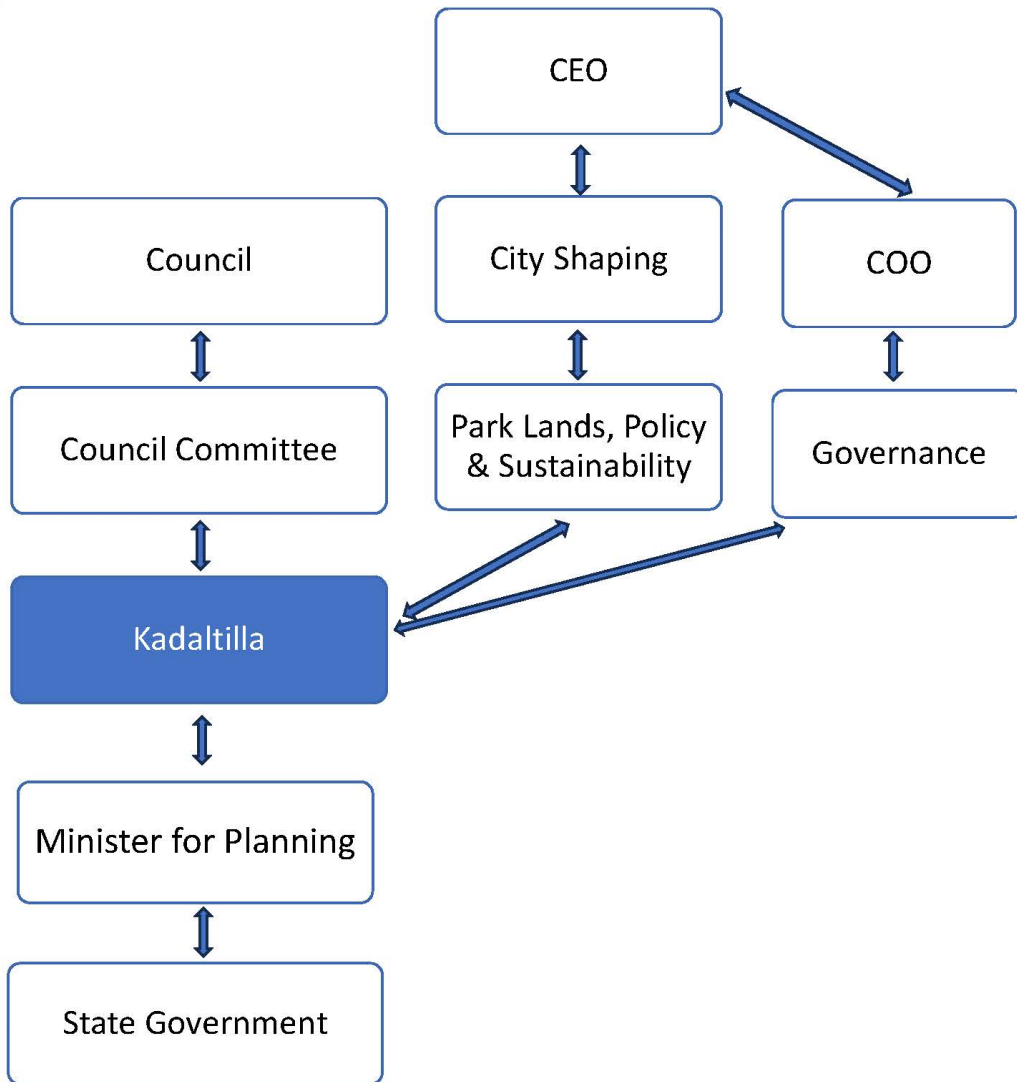 CEO
Council
City Shaping
COO
Council Committee
Park Lands, Policy
& Sustainability
Governance
Kadaltilla
Minister for Planning
State Government